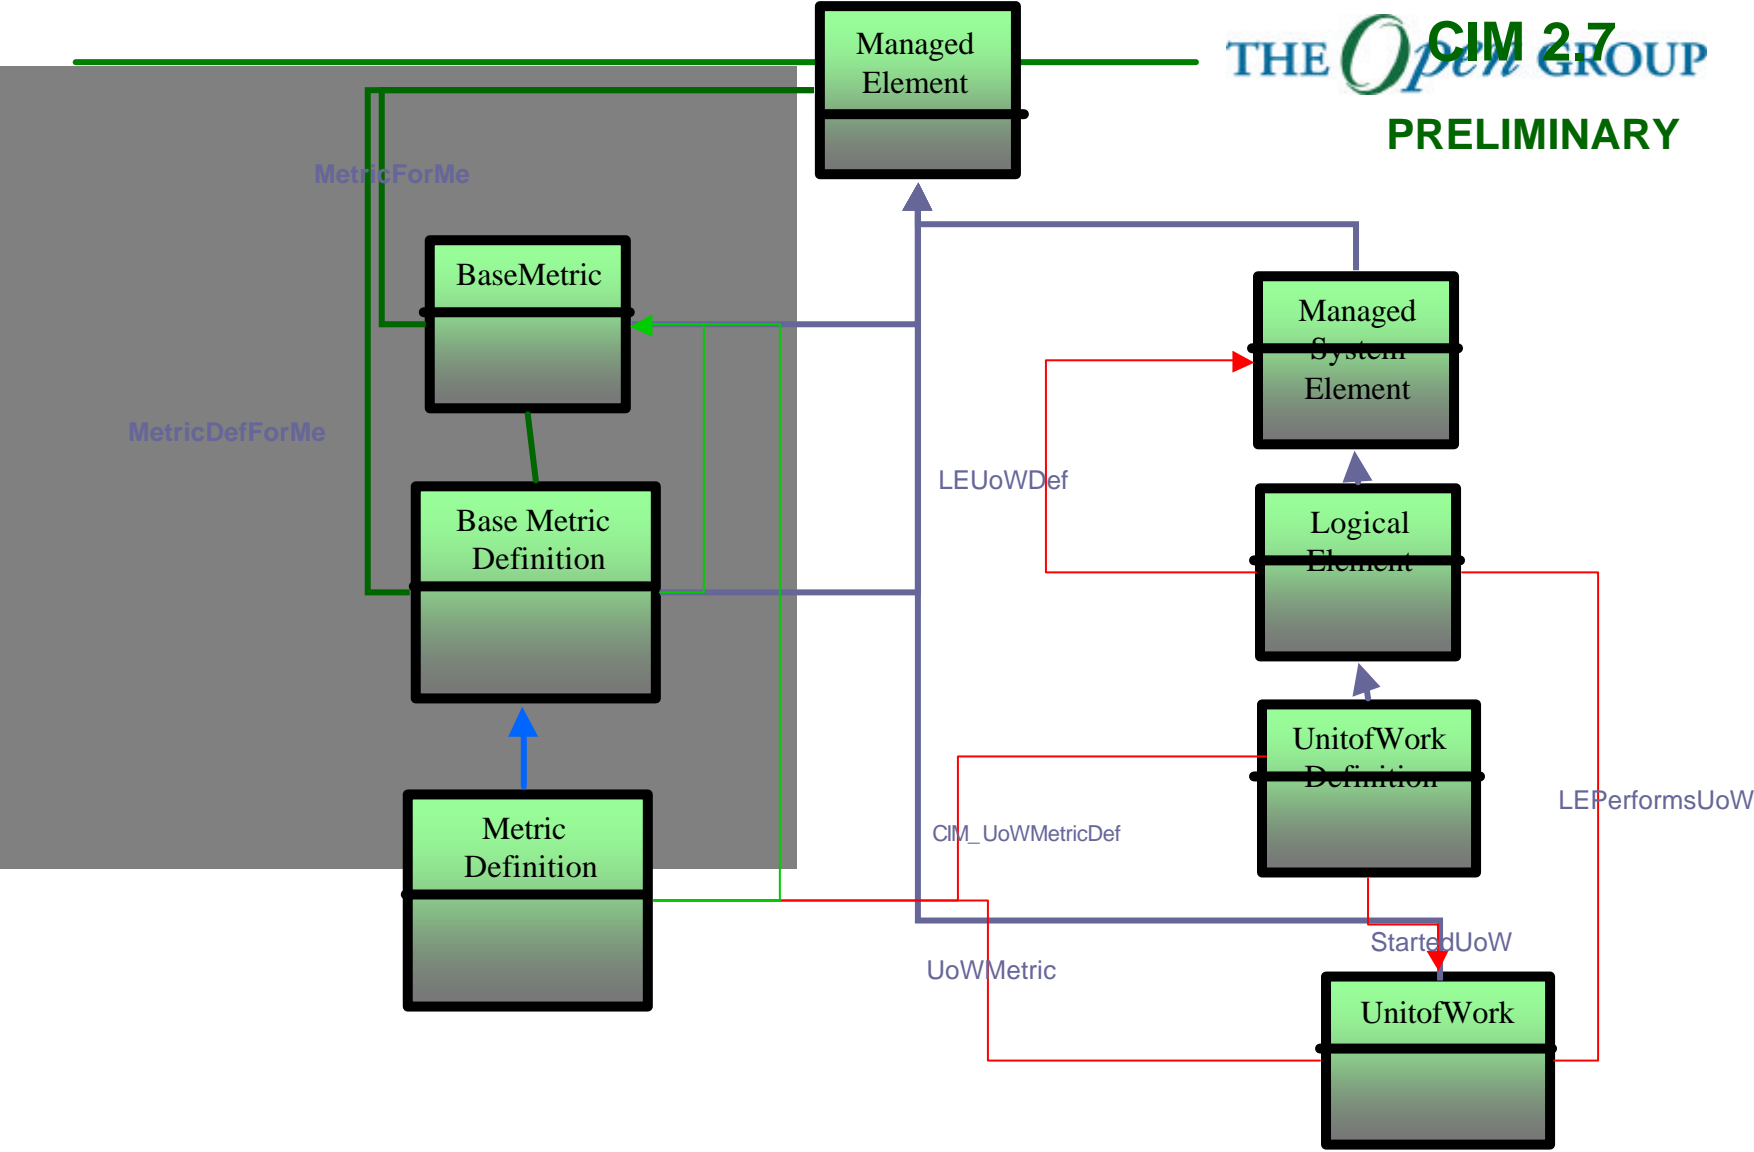 Managed
Element
THE Open GROUP
CIM 2.7
PRELIMINARY
MetricForMe
BaseMetric
Managed
System
Element
MetricDefForMe
LEUoWDef
Base Metric
Definition
Logical
Element
UnitofWork
Definition
LEPerformsUoW
Metric
Definition
CIM_UoWMetricDef
StartedUoW
UoWMetric
UnitofWork